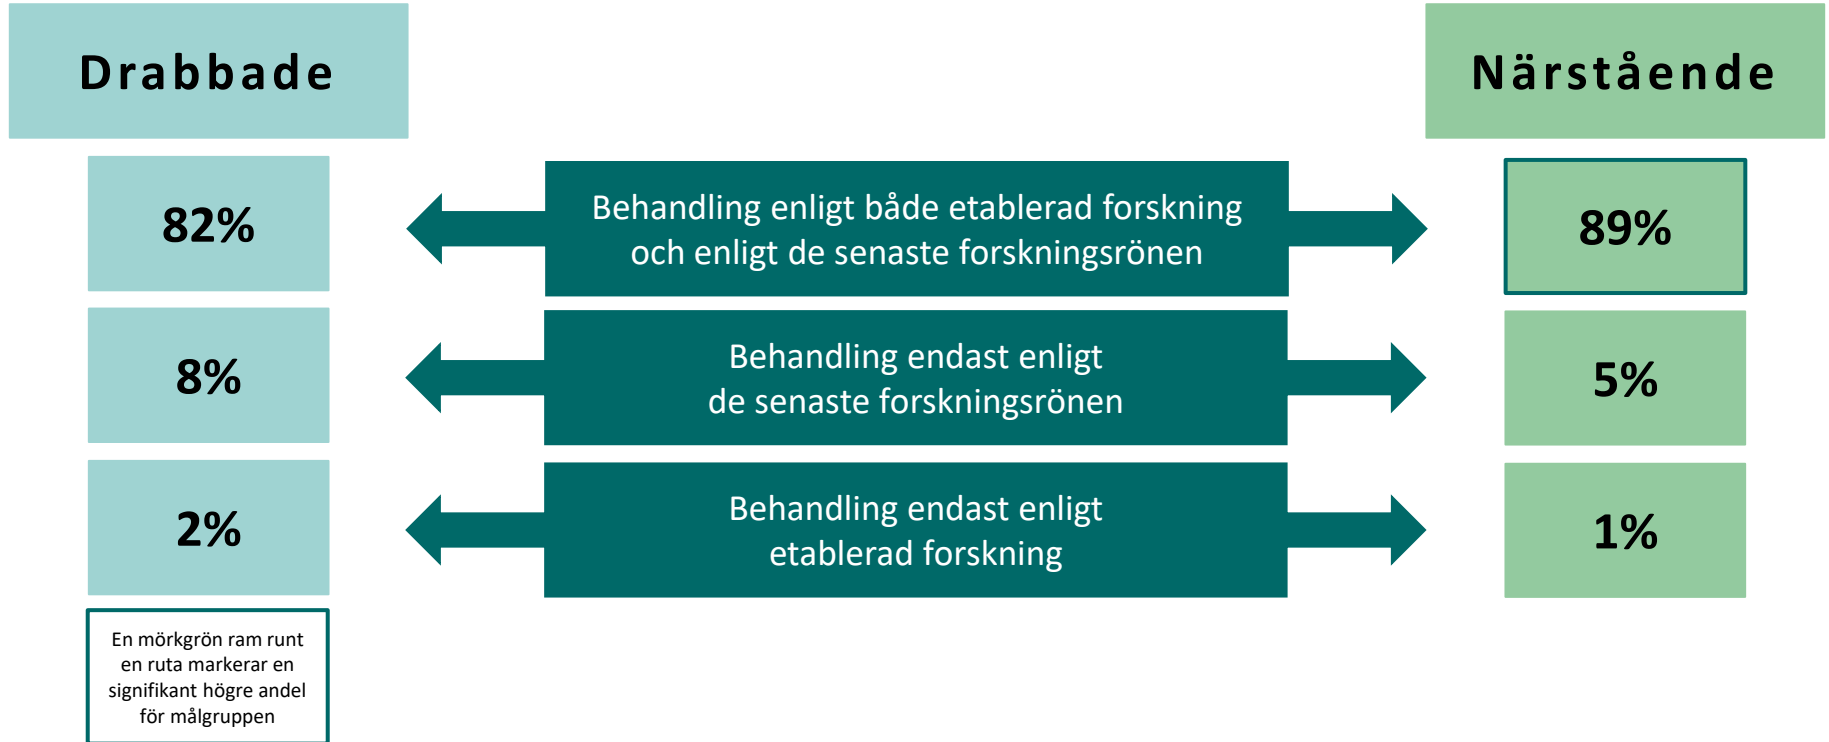 Drabbade
Närstående
82%
Behandling enligt både etablerad forskning
och enligt de senaste forskningsrönen
89%
8%
Behandling endast enligt
de senaste forskningsrönen
5%
2%
Behandling endast enligt
etablerad forskning
1%
En mörkgrön ram runt
en ruta markerar en
signifikant högre andel
för målgruppen